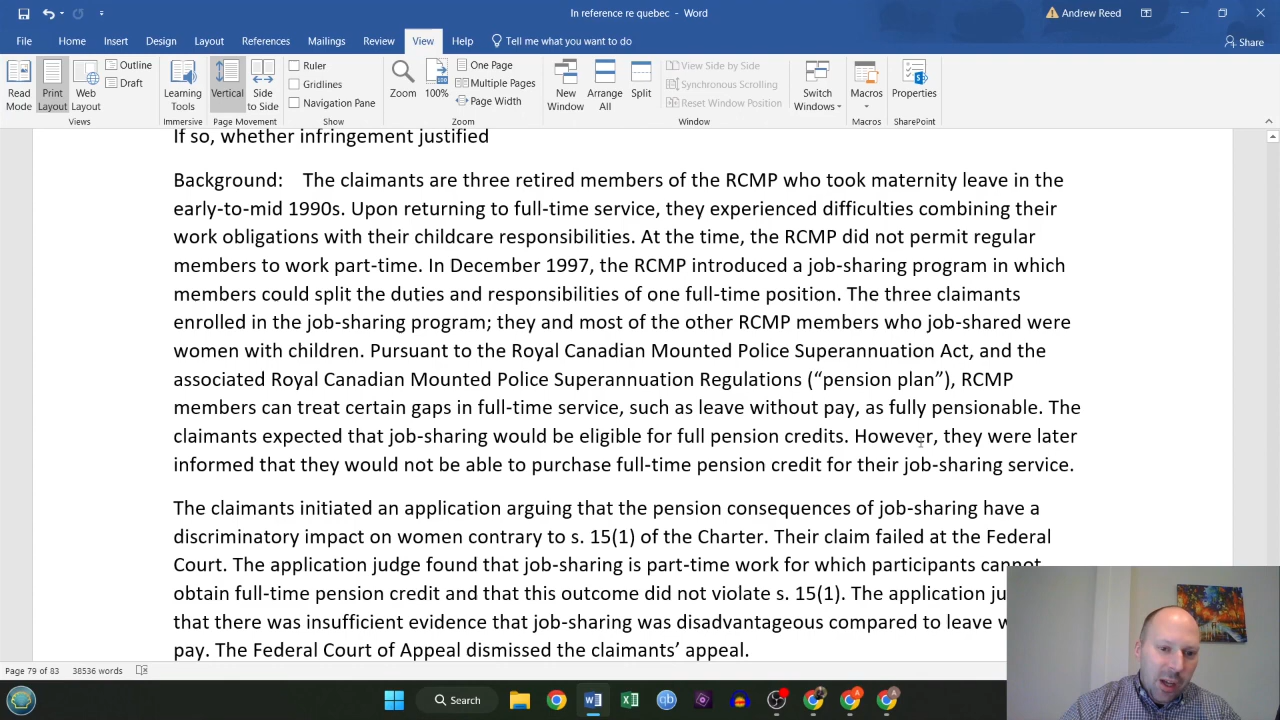 In reference re quebec - Word
Andrew Reed
File Home Insert Design Layout References Mailings Review View Help Tell me what you want to do
Share
Read Mode
Print Layout
Web Layout
Outline
Draft
Views
Learning Tools
Immersive
Vertical
Side to Side
Page Movement
Ruler
Gridlines
Navigation Pane
Show
Zoom
100%
One Page
Multiple Pages
Page Width
Zoom
New Window
Arrange All
Split
View Side by Side
Synchronous Scrolling
Reset Window Position
Window
Switch Windows
Macros
Macros
Properties
SharePoint
If so, whether infringement justified
Background: The claimants are three retired members of the RCMP who took maternity leave in the
early-to-mid 1990s. Upon returning to full-time service, they experienced difficulties combining their
work obligations with their childcare responsibilities. At the time, the RCMP did not permit regular
members to work part-time. In December 1997, the RCMP introduced a job-sharing program in which
members could split the duties and responsibilities of one full-time position. The three claimants
enrolled in the job-sharing program; they and most of the other RCMP members who job-shared were
women with children. Pursuant to the Royal Canadian Mounted Police Superannuation Act, and the
associated Royal Canadian Mounted Police Superannuation Regulations (“pension plan”), RCMP
members can treat certain gaps in full-time service, such as leave without pay, as fully pensionable. The
claimants expected that job-sharing would be eligible for full pension credits. However, they were later
informed that they would not be able to purchase full-time pension credit for their job-sharing service.
The claimants initiated an application arguing that the pension consequences of job-sharing have a
discriminatory impact on women contrary to s. 15(1) of the Charter. Their claim failed at the Federal
Court. The application judge found that job-sharing is part-time work for which participants cannot
obtain full-time pension credit and that this outcome did not violate s. 15(1). The application ju
that there was insufficient evidence that job-sharing was disadvantageous compared to leave w
pay. The Federal Court of Appeal dismissed the claimants’ appeal.
Page 79 of 83 38536 words
Search